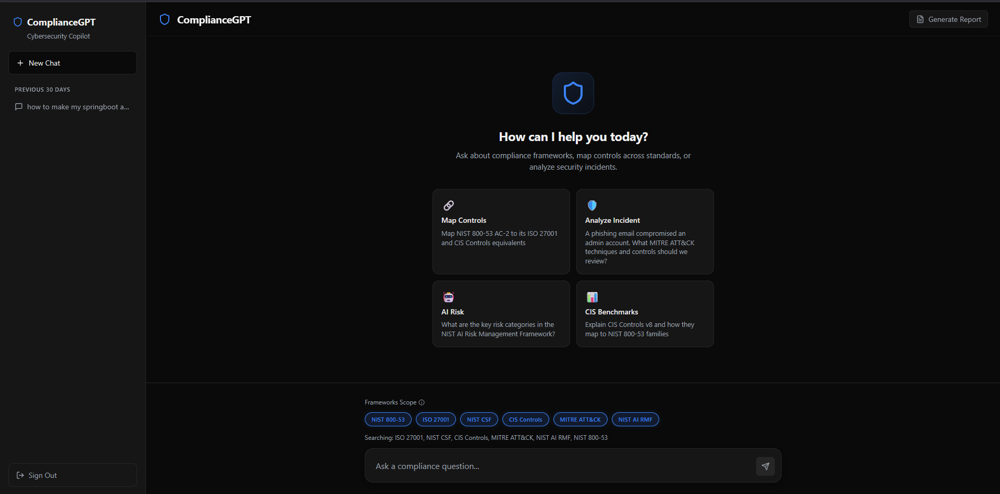 ComplianceGPT
Cybersecurity Copilot
New Chat
PREVIOUS 30 DAYS
how to make my springboot a...
Sign Out
ComplianceGPT
Generate Report
How can I help you today?
Ask about compliance frameworks, map controls across standards, or
analyze security incidents.
Map Controls
Map NIST 800-53 AC-2 to its ISO 27001
and CIS Controls equivalents
Analyze Incident
A phishing email compromised an
admin account. What MITRE ATT&CK
techniques and controls should we
review?
AI Risk
What are the key risk categories in the
NIST AI Risk Management Framework?
CIS Benchmarks
Explain CIS Controls v8 and how they
map to NIST 800-53 families
Frameworks Scope
NIST 800-53 ISO 27001 NIST CSF CIS Controls MITRE ATT&CK NIST AI RMF
Searching: ISO 27001, NIST CSF, CIS Controls, MITRE ATT&CK, NIST AI RMF, NIST 800-53
Ask a compliance question...